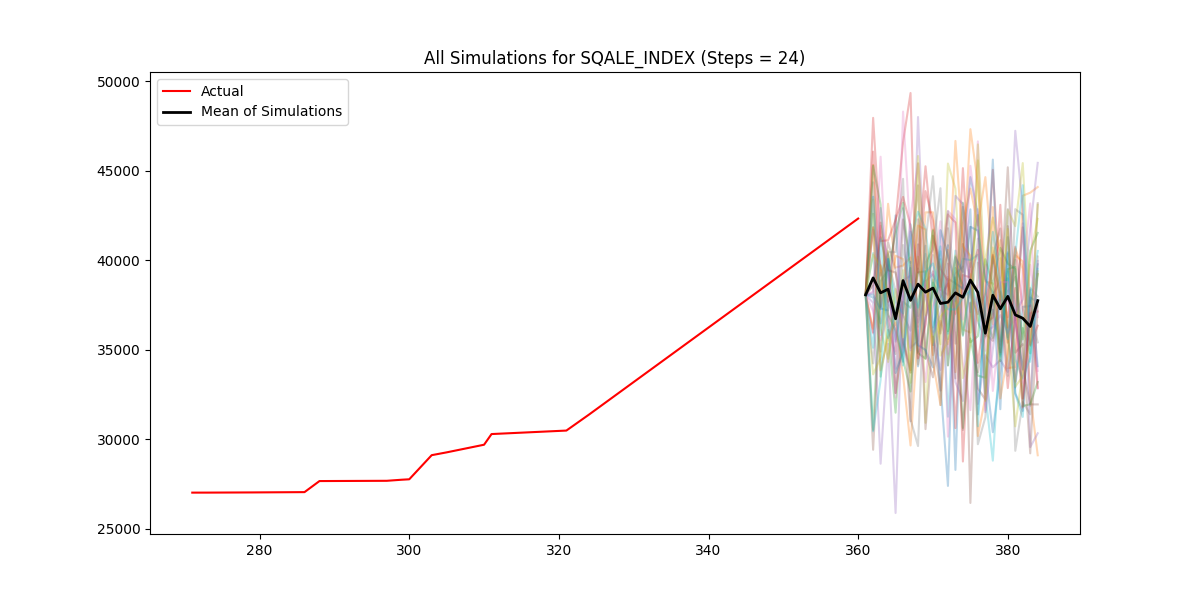 All Simulations for SQALE_INDEX (Steps = 24)
Actual
Mean of Simulations
50000
45000
40000
35000
30000
25000
280 300 320 340 360 380